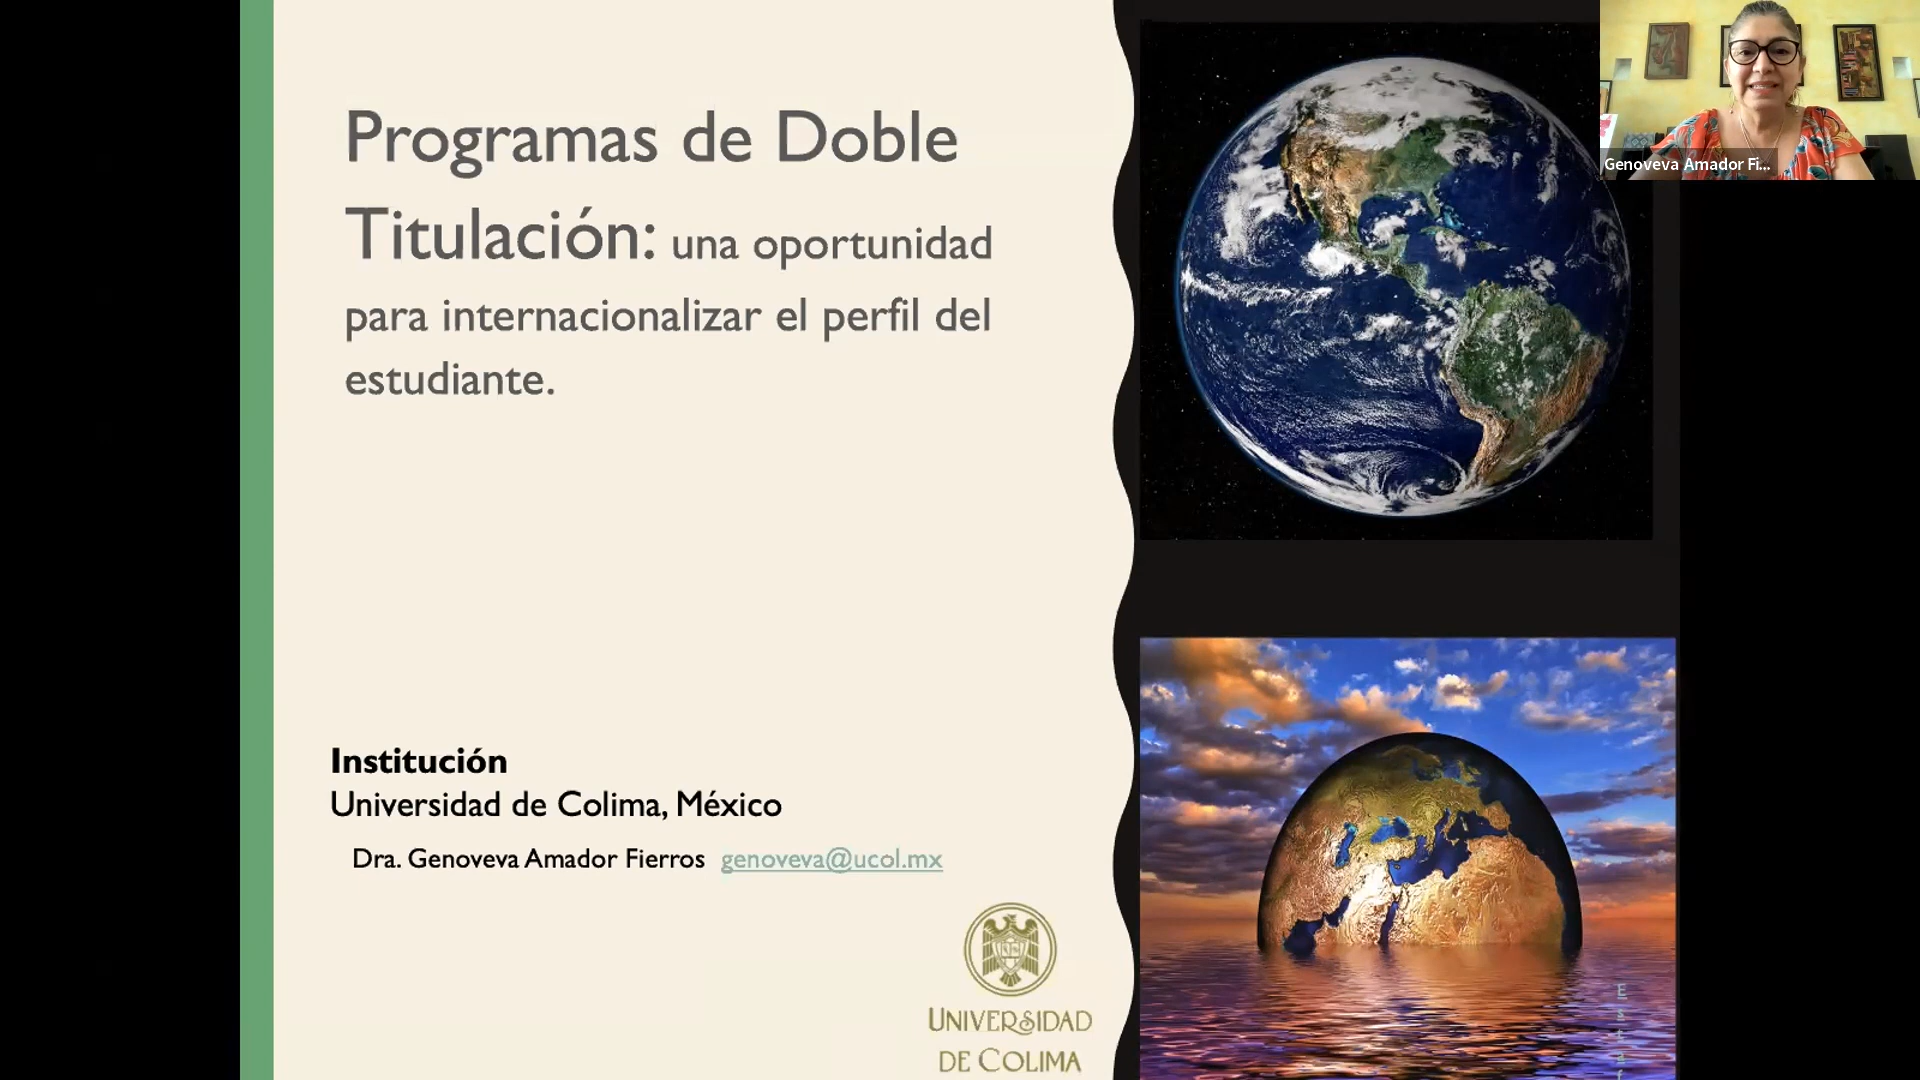 Programas de Doble
Titulación: una oportunidad
para internacionalizar el perfil del
estudiante.
Genoveva Amador Fi...
Institución
Universidad de Colima, México
Dra. Genoveva Amador Fierros genoveva@ucol.mx
UNIVERSIDAD
DE COLIMA